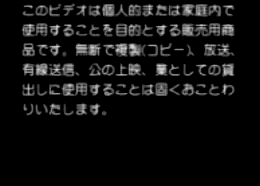 このビデオは個人的または家庭内で
使用することを目的とする販売用商
品です。無断で複製(コピー)、放送、
有線送信、公の上映、業としての貸
出しに使用することは固くおことわ
りいたします。